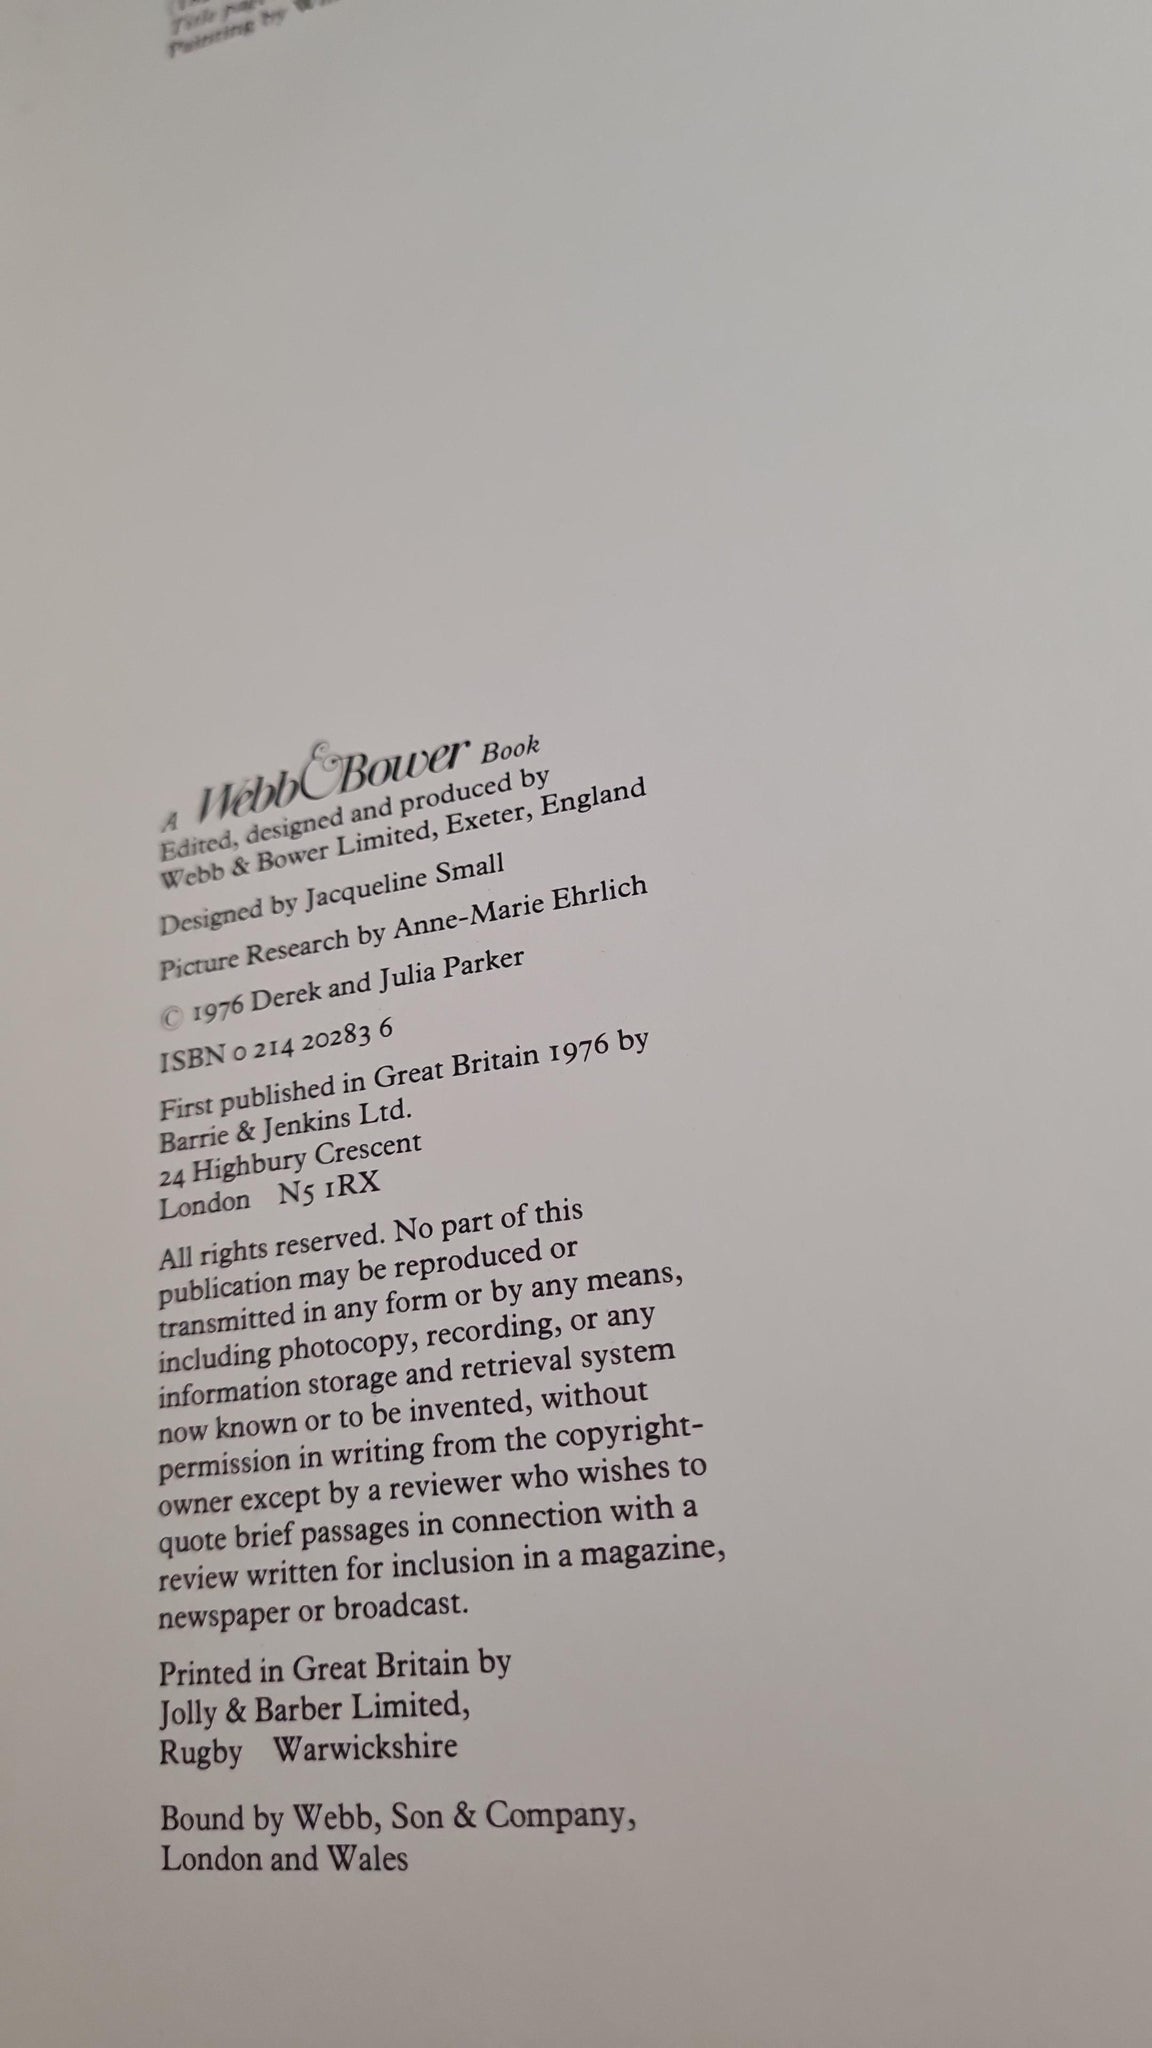 Title
Painting by
A Webb & Bower Book
Edited, designed and produced by
Webb & Bower Limited, Exeter, England
Designed by Jacqueline Small
Picture Research by Anne-Marie Ehrlich
© 1976 Derek and Julia Parker
ISBN 0 214 20283 6
First published in Great Britain 1976 by
Barrie & Jenkins Ltd.
24 Highbury Crescent
London N5 1RX
All rights reserved. No part of this
publication may be reproduced or
transmitted in any form or by any means,
including photocopy, recording, or any
information storage and retrieval system
now known or to be invented, without
permission in writing from the copyright-
owner except by a reviewer who wishes to
quote brief passages in connection with a
review written for inclusion in a magazine,
newspaper or broadcast.
Printed in Great Britain by
Jolly & Barber Limited,
Rugby Warwickshire
Bound by Webb, Son & Company,
London and Wales